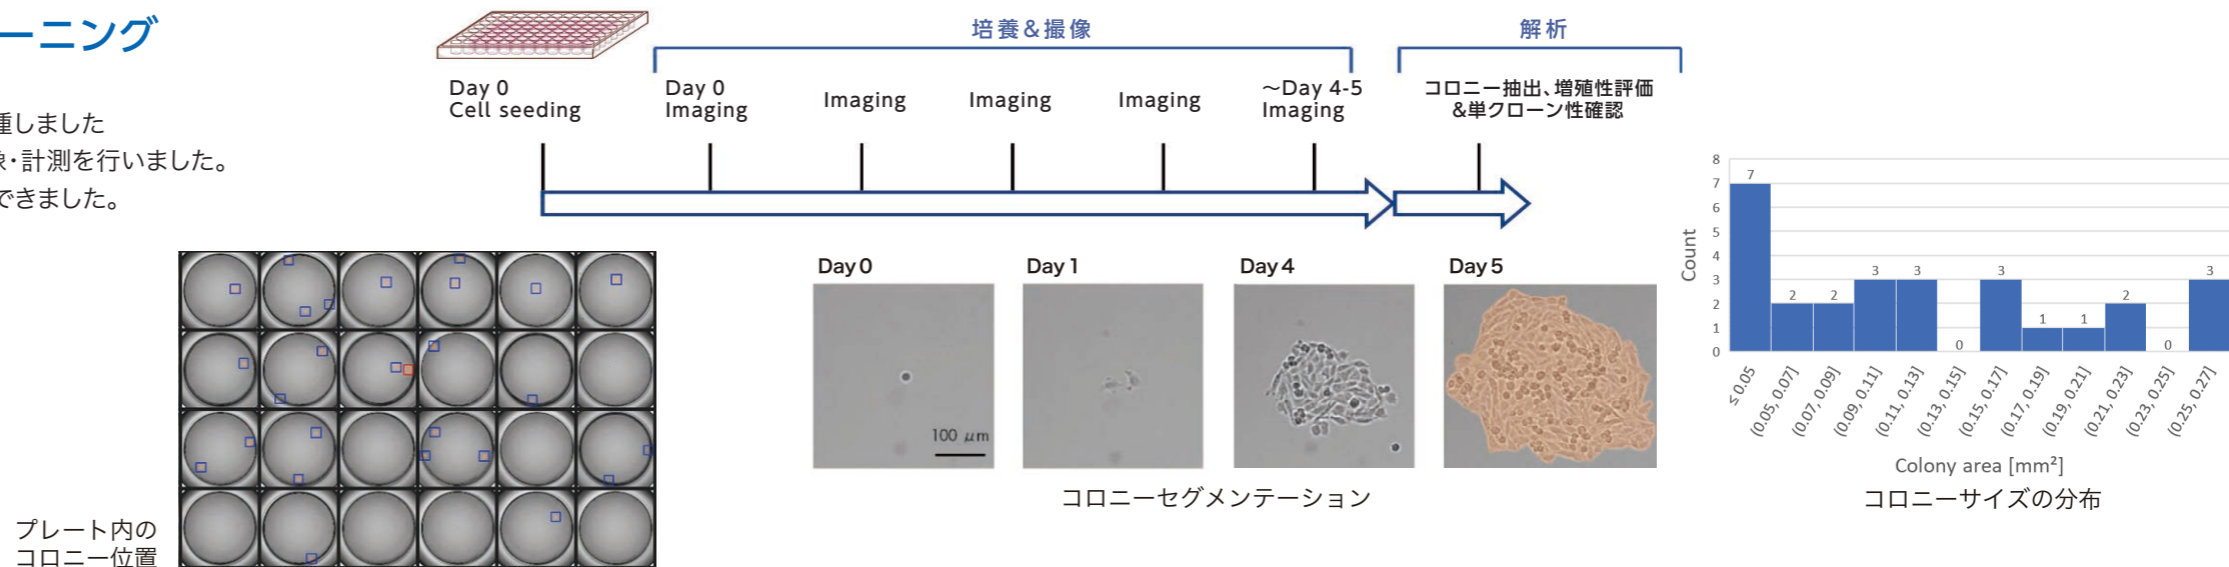 ーニング
種しました
象・計測を行いました。
できました。
培養&撮像
解析
Day 0
Cell seeding
Day 0
Imaging
Imaging
Imaging
Imaging
～Day 4-5
Imaging
コロニー抽出、増殖性評価
&単クローン性確認
プレート内の
コロニー位置
Day 0
Day 1
Day 4
Day 5
100 μm
コロニーセグメンテーション
Count
8
7
6
5
4
3
2
1
0
7
2
2
3
3
0
3
1
1
2
0
3
≤ 0.05
(0.05, 0.07]
(0.07, 0.09]
(0.09, 0.11]
(0.11, 0.13]
(0.13, 0.15]
(0.15, 0.17]
(0.17, 0.19]
(0.19, 0.21]
(0.21, 0.23]
(0.23, 0.25]
(0.25, 0.27]
Colony area [mm²]
コロニーサイズの分布